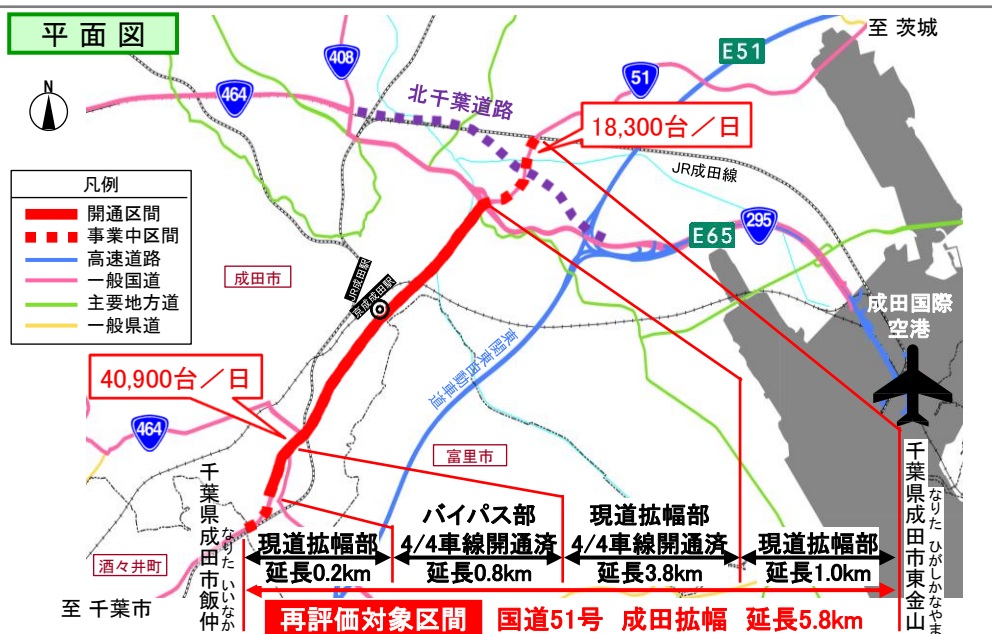 平面図
至 茨城
E51
408
51
464
N
北千葉道路
18,300台／日
JR成田線
凡例
開通区間
事業中区間
高速道路
一般国道
主要地方道
一般県道
295
E65
成田市
JR成田駅
京成成田駅
成田国際
空港
東関東自動車道
40,900台／日
464
富里市
千葉県成田市飯仲
なりた いいなか
千葉県成田市東金山
なりた ひがしかなやま
酒々井町
現道拡幅部
延長0.2km
バイパス部
4/4車線開通済
延長0.8km
現道拡幅部
4/4車線開通済
延長3.8km
現道拡幅部
延長1.0km
至 千葉市
再評価対象区間 国道51号 成田拡幅 延長5.8km